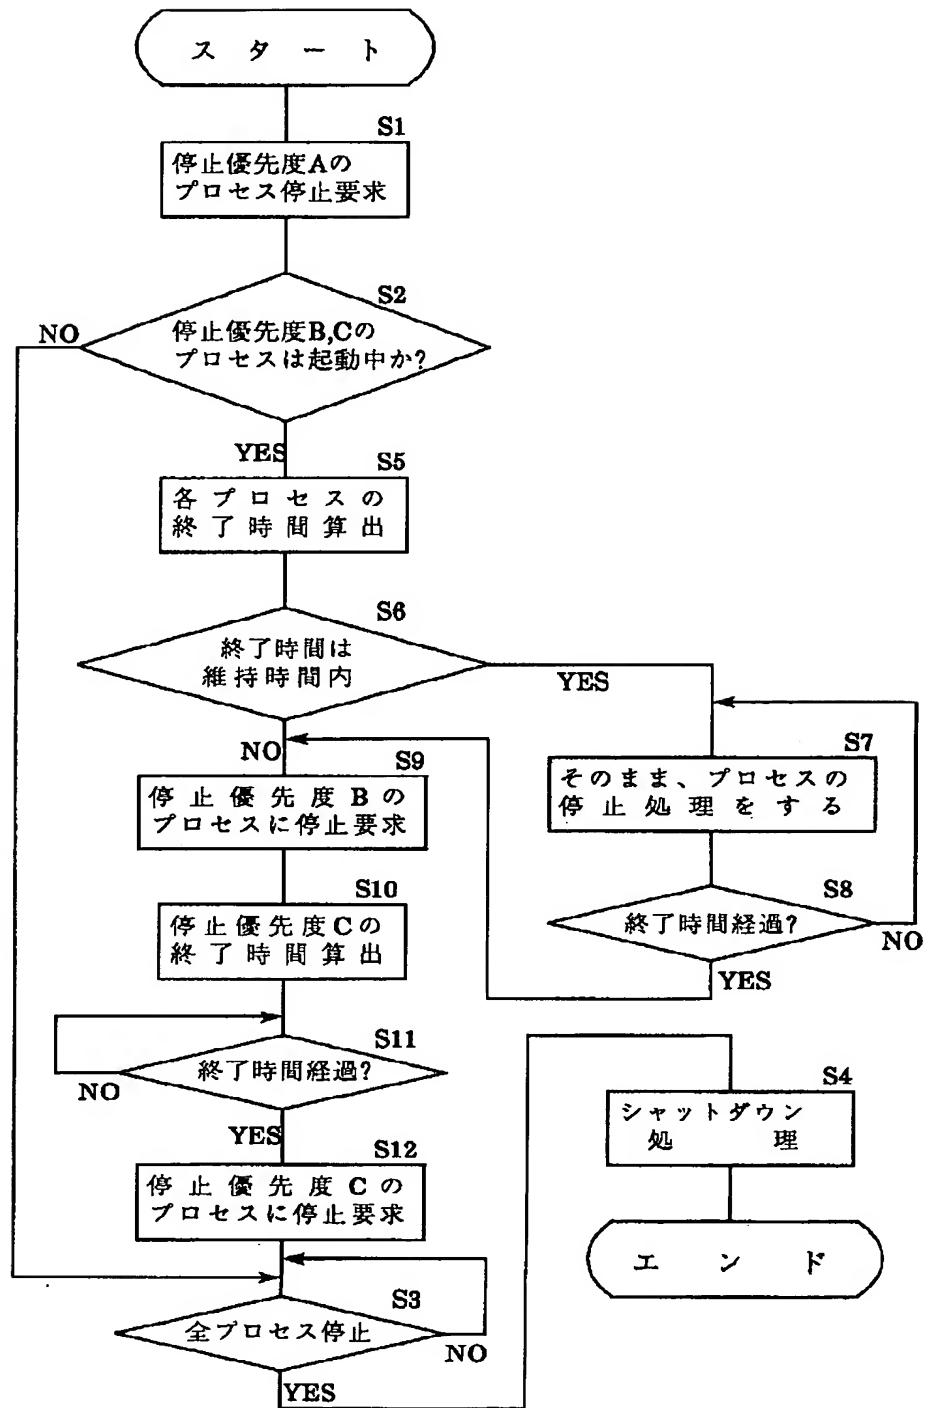 スタート
S1
停止優先度Aの
プロセス停止要求
S2
停止優先度B,Cの
プロセスは起動中か?
NO
YES
S5
各プロセスの
終了時間算出
S6
終了時間は
維持時間内
YES
NO
S7
そのまま、プロセスの
停止処理をする
S8
終了時間経過?
NO
YES
S9
停止優先度Bの
プロセスに停止要求
S10
停止優先度Cの
終了時間算出
S11
終了時間経過?
NO
YES
S12
停止優先度Cの
プロセスに停止要求
S3
全プロセス停止
NO
YES
S4
シャットダウン
処理
エンド